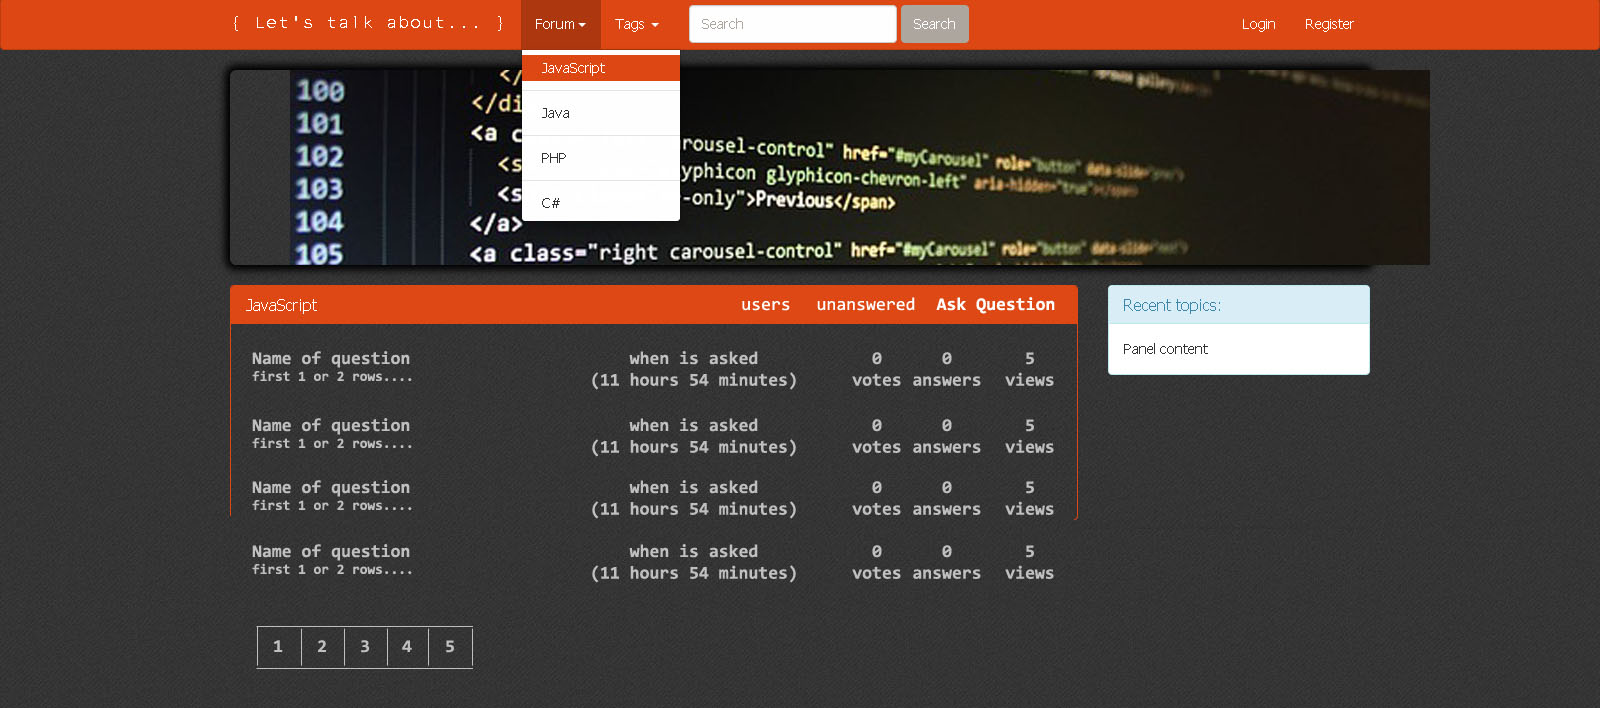 { Let's talk about... } Forum Tags Search Search Login Register
JavaScript
Java
PHP
C#
100 </
101 </di
102 <a c rousel-control" href="#myCarousel" role="button" data-slide="prev">
103 <s yphicon glyphicon-chevron-left" aria-hidden="true"></span>
104 <s -only">Previous</span>
105 </a>
<a class="right carousel-control" href="#myCarousel" role="button" data-slide="next">
JavaScript users unanswered Ask Question
Recent topics:
Panel content
Name of question when is asked 0 0 5
first 1 or 2 rows.... (11 hours 54 minutes) votes answers views
Name of question when is asked 0 0 5
first 1 or 2 rows.... (11 hours 54 minutes) votes answers views
Name of question when is asked 0 0 5
first 1 or 2 rows.... (11 hours 54 minutes) votes answers views
Name of question when is asked 0 0 5
first 1 or 2 rows.... (11 hours 54 minutes) votes answers views
1 2 3 4 5